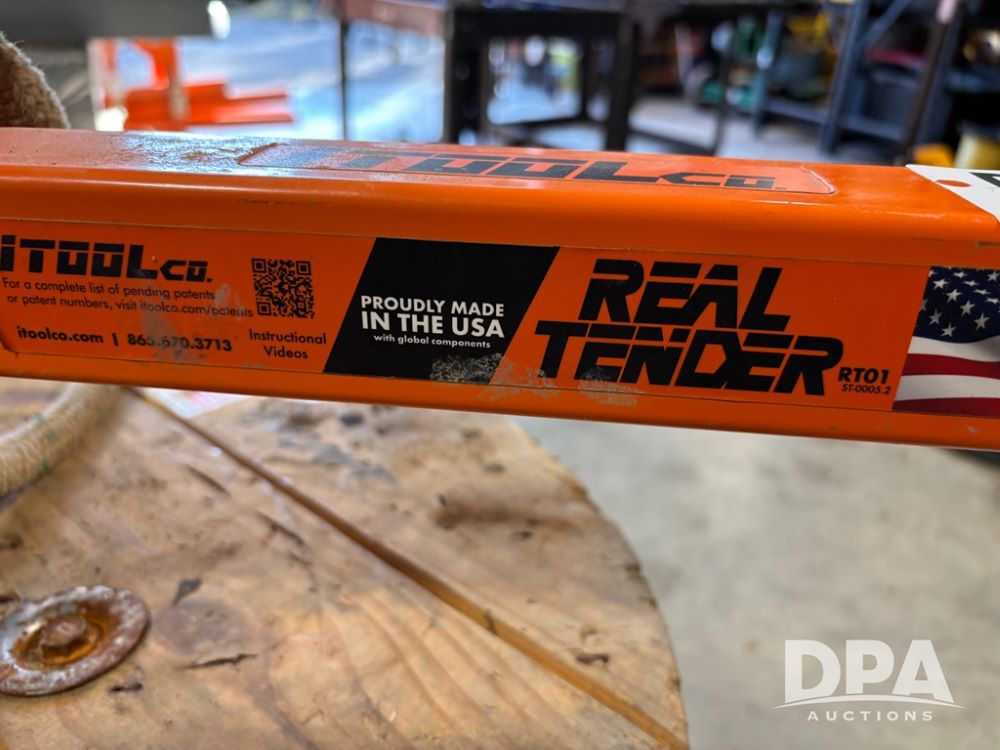 iTOOLco.
iTOOLco.
For a complete list of pending patents
or patent numbers, visit itoolco.com/patents
itoolco.com | 865.670.3713
Instructional
Videos
PROUDLY MADE
IN THE USA
with global components
REAL
TENDER
RT01
ST-0005.2
DPA
AUCTIONS